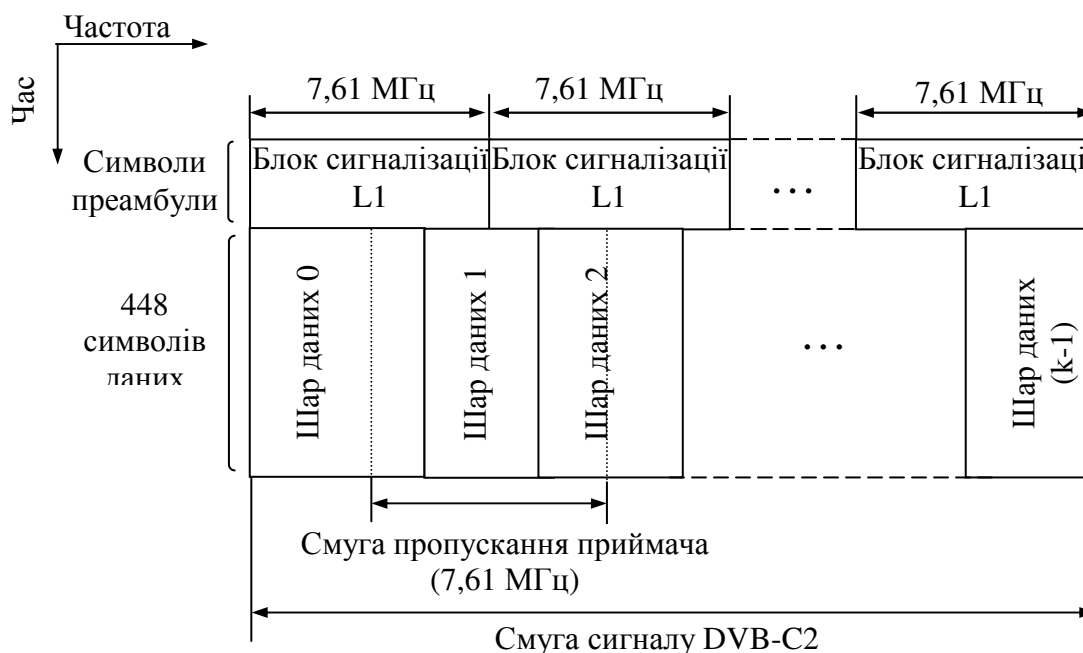 Частота
Час
7,61 МГц
7,61 МГц
7,61 МГц
Символи
преамбули
Блок сигналізації
L1
Блок сигналізації
L1
...
Блок сигналізаці
L1
448
символів
даних
Шар даних 0
Шар даних 1
Шар даних 2
...
Шар даних
(k-1)
Смуга пропускання приймача
(7,61 МГц)
Смуга сигналу DVB-C2